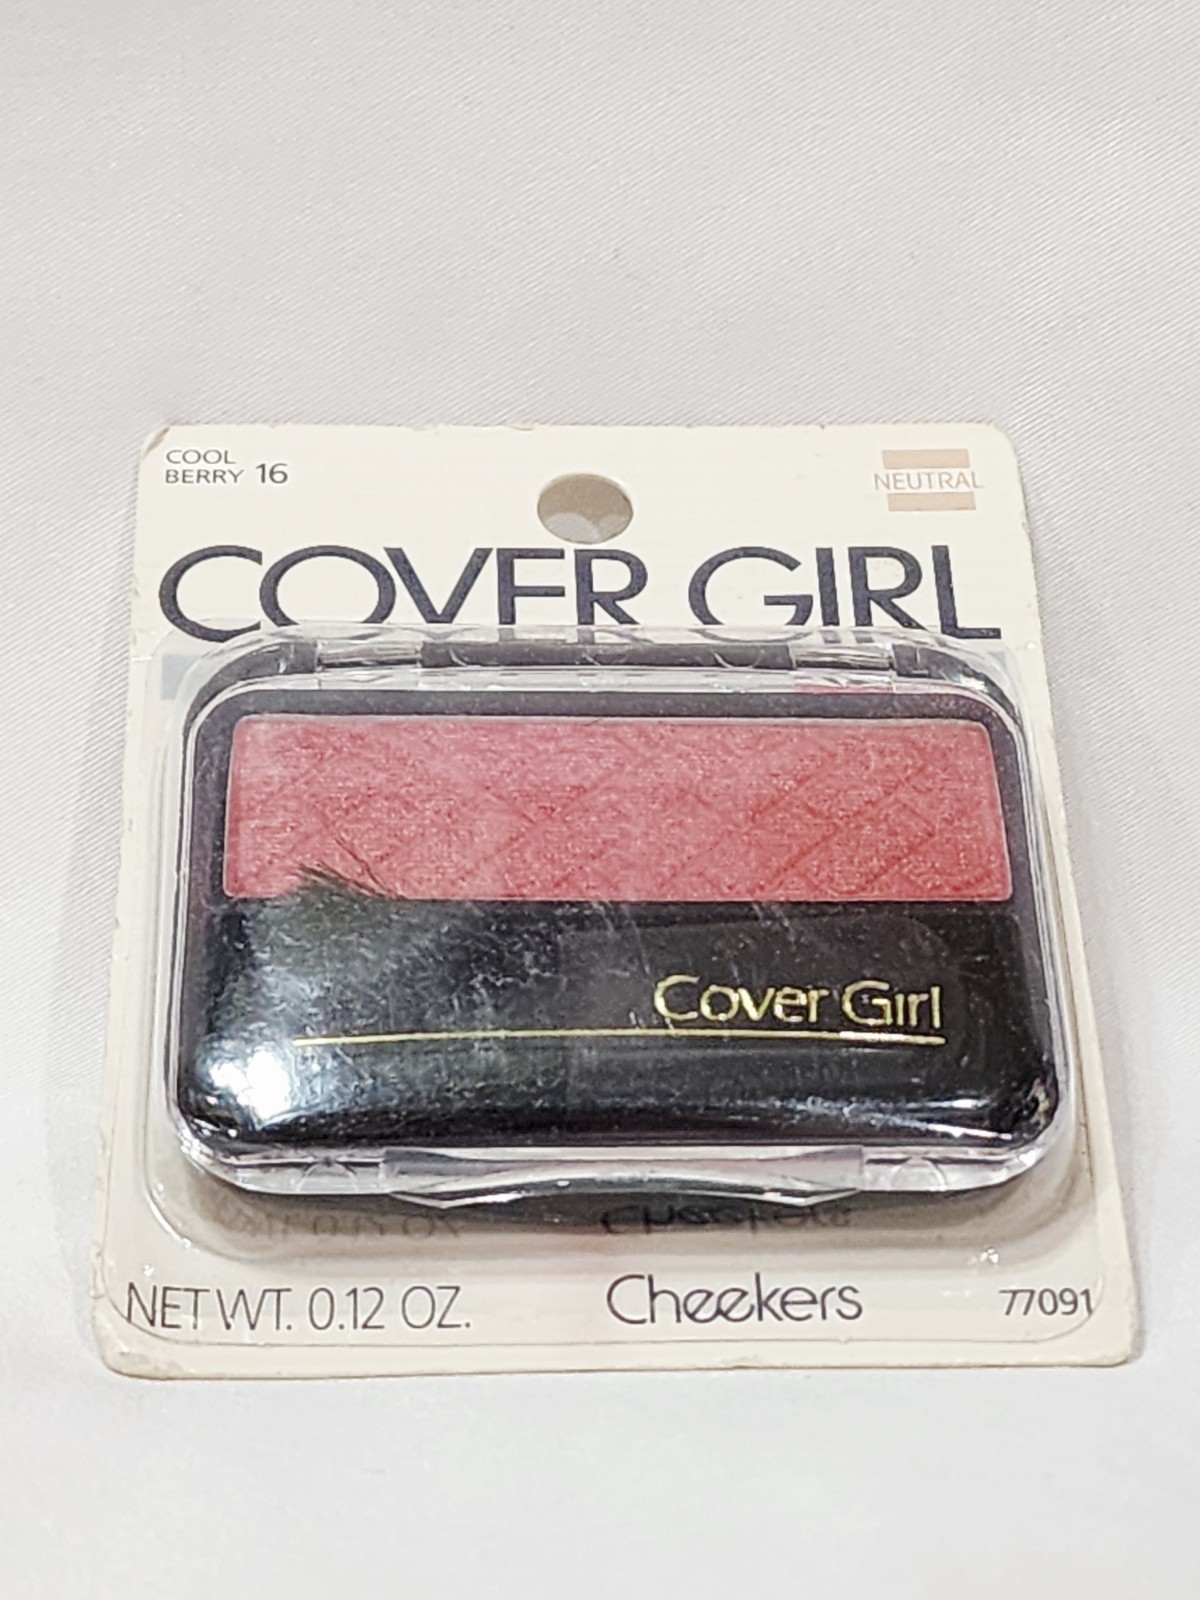 COOL
BERRY 16
NEUTRAL
COVER GIRL
Cover Girl
NET WT. 0.12 OZ.
Cheekers
77091